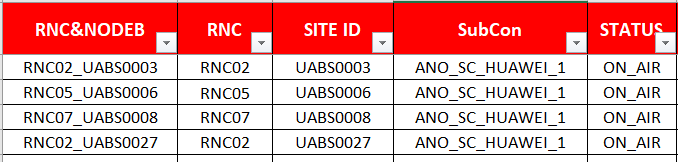 RNC&NODEB RNC SITE ID SubCon STATUS
RNC02_UABS0003 RNC02 UABS0003 ANO_SC_HUAWEI_1 ON_AIR
RNC05_UABS0006 RNC05 UABS0006 ANO_SC_HUAWEI_1 ON_AIR
RNC07_UABS0008 RNC07 UABS0008 ANO_SC_HUAWEI_1 ON_AIR
RNC02_UABS0027 RNC02 UABS0027 ANO_SC_HUAWEI_1 ON_AIR